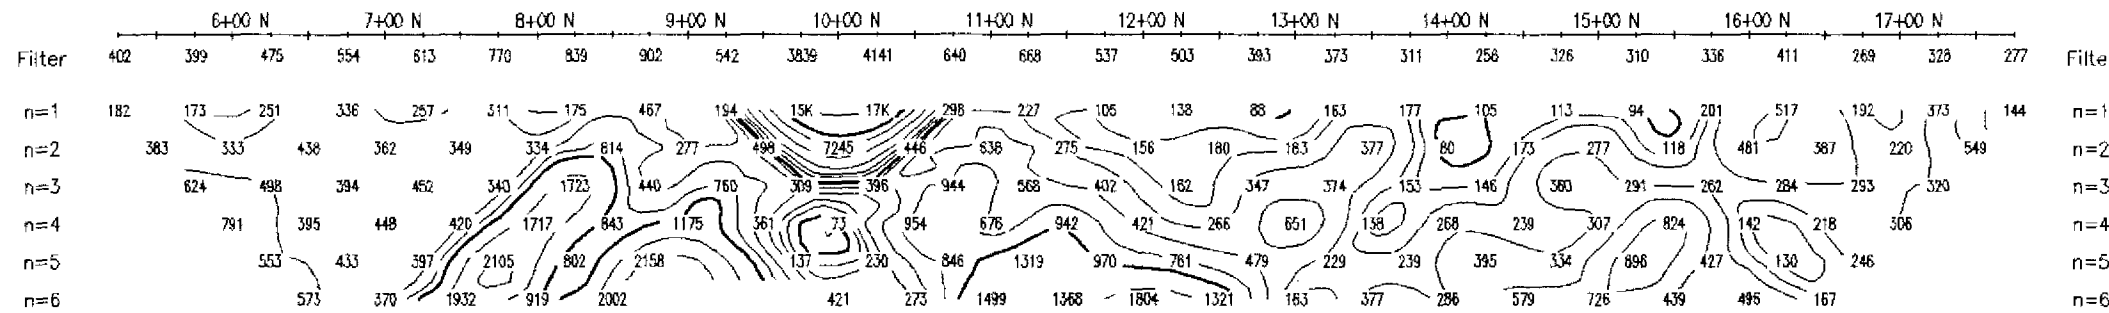 6+00 N 7+00 N 8+00 N 9+00 N 10+00 N 11+00 N 12+00 N 13+00 N 14+00 N 15+00 N 16+00 N 17+00 N
Filter 402 399 475 554 613 770 839 902 542 3839 4141 640 668 537 503 393 373 311 256 326 310 336 411 269 328 277 Filte
n=1 182 173 251 336 257 311 175 467 194 15K 17K 298 227 105 138 88 163 177 105 113 94 201 517 192 373 144 n=1
n=2 383 333 438 362 349 334 814 277 498 7245 446 638 275 156 180 183 377 80 173 277 118 481 387 220 549 n=2
n=3 624 498 394 452 340 1723 440 760 309 396 944 568 402 162 347 374 153 146 360 291 262 284 293 320 n=3
n=4 791 395 448 420 1717 843 1175 361 73 954 676 942 421 266 651 138 268 239 307 824 142 218 306 n=4
n=5 553 433 397 2105 802 2158 137 230 846 1319 970 761 479 229 239 395 334 896 427 130 246 n=5
n=6 573 370 1932 919 2002 421 273 1499 1368 1804 1321 163 377 286 579 726 439 495 167 n=6